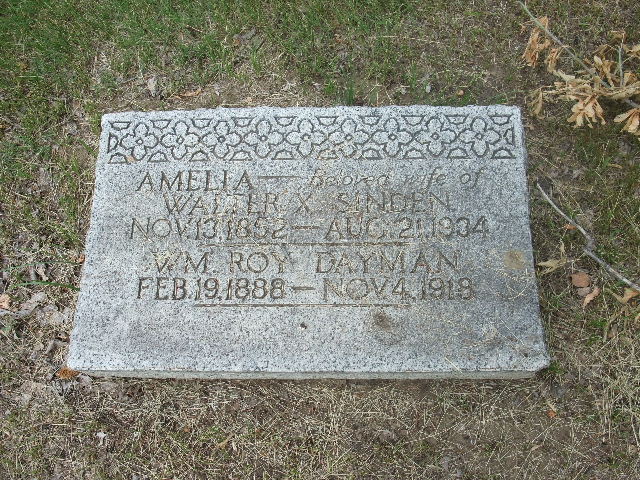 AMELIA — Beloved wife of
WALTER X. SINDEN
NOV. 13, 1852 — AUG. 21, 1934
WM. ROY DAYMAN
FEB. 19, 1888 — NOV. 4, 1918